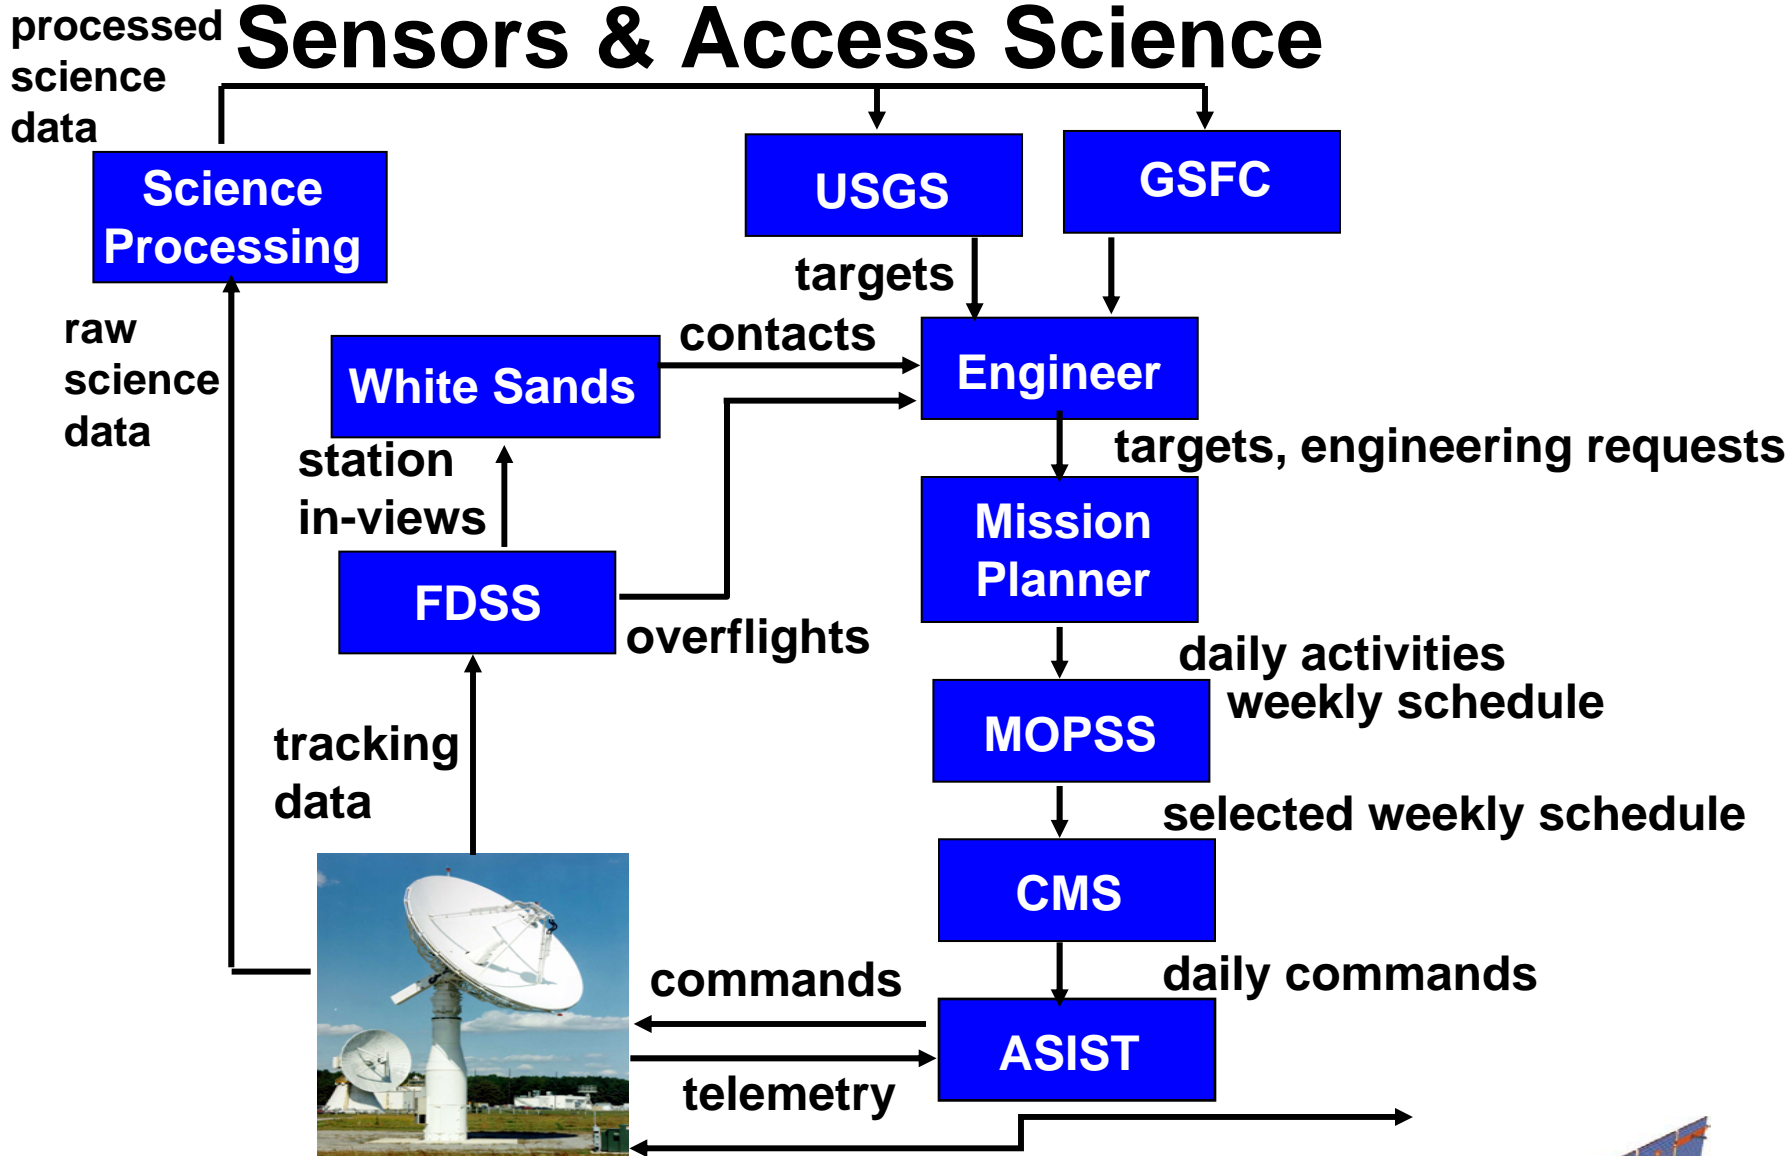 Sensors & Access Science
processed
science
data
Science
Processing
USGS
GSFC
targets
raw
science
data
contacts
White Sands
Engineer
targets, engineering requests
station
in-views
Mission
Planner
FDSS
overflights
daily activities
weekly schedule
MOPSS
tracking
data
selected weekly schedule
CMS
commands
daily commands
ASIST
telemetry